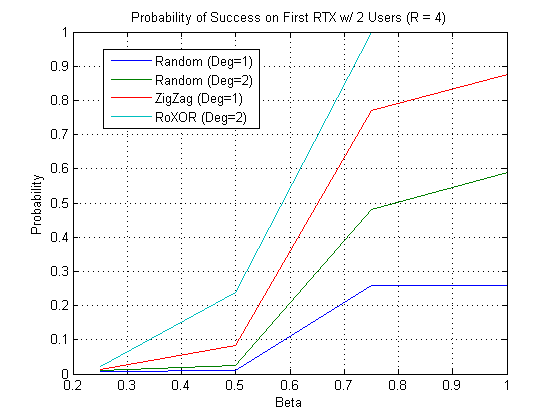 Probability of Success on First RTX w/ 2 Users (R = 4)
1
0.9
0.8
0.7
0.6
0.5
0.4
0.3
0.2
0.1
0
Probability
Random (Deg=1)
Random (Deg=2)
ZigZag (Deg=1)
RoXOR (Deg=2)
0.2 0.3 0.4 0.5 0.6 0.7 0.8 0.9 1
Beta